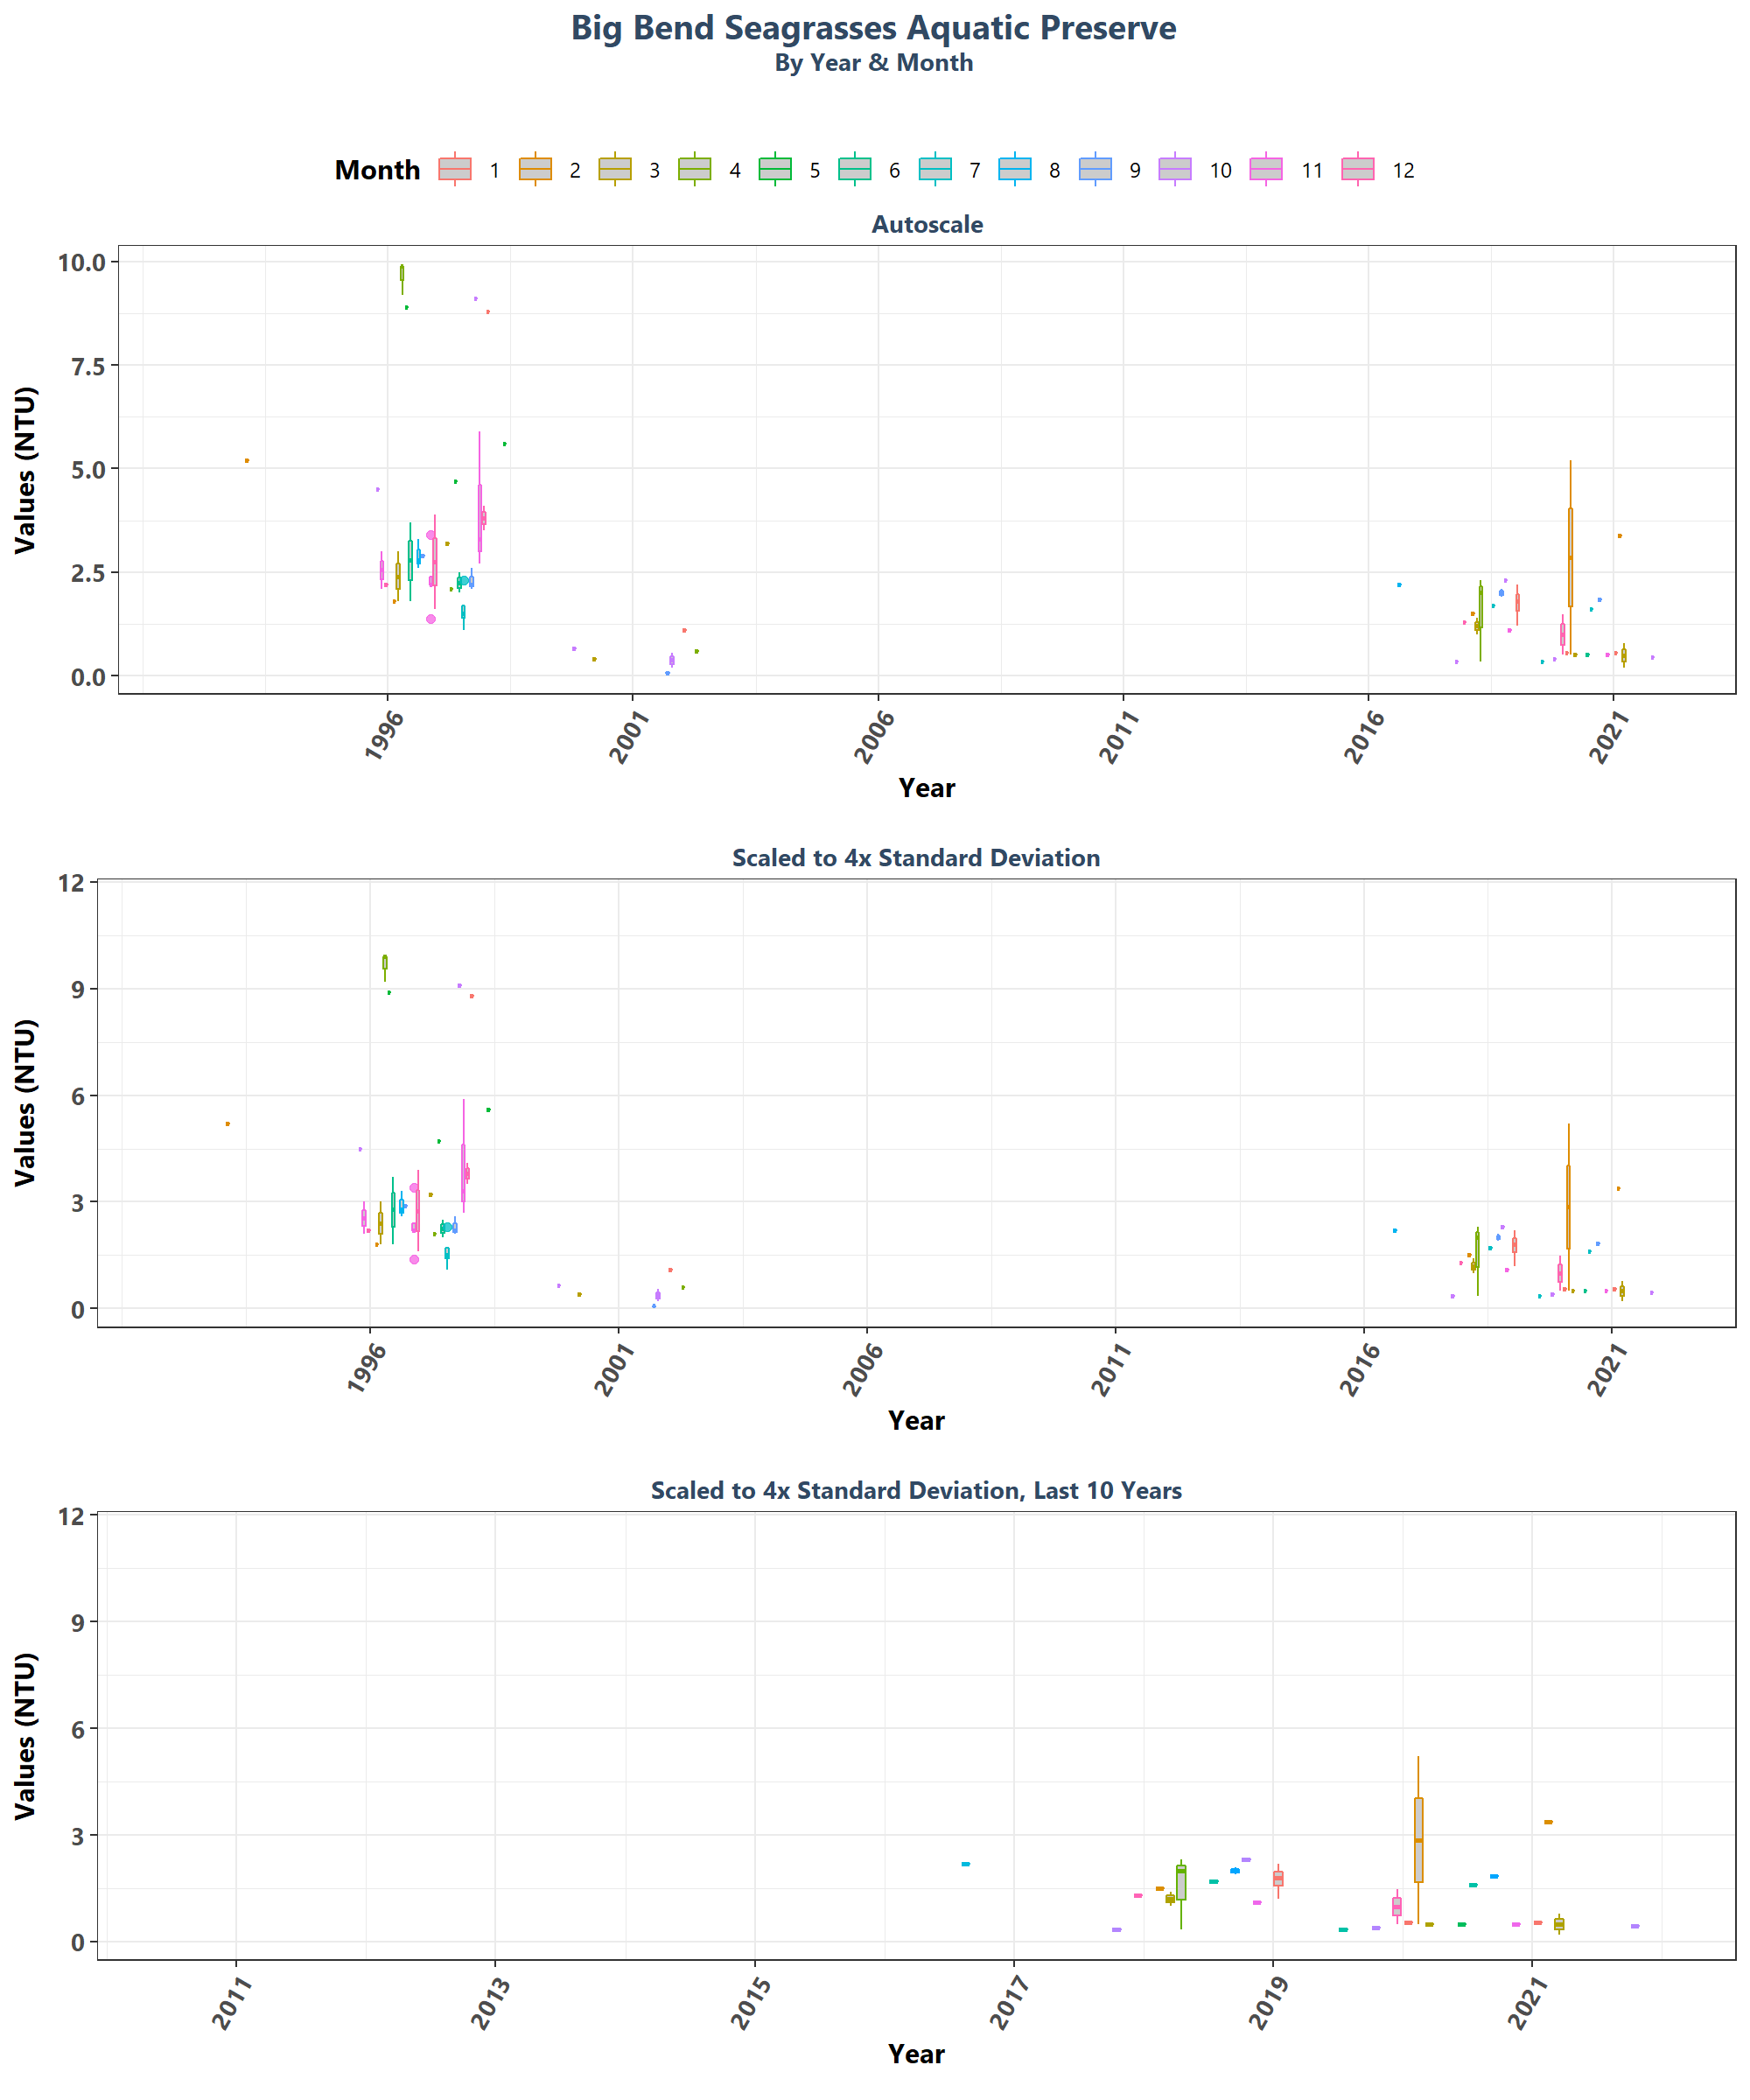 Big Bend Seagrasses Aquatic Preserve
By Year & Month
Month 1 2 3 4 5 6 7 8 9 10 11 12
Autoscale
Values (NTU)
10.0
7.5
5.0
2.5
0.0
1996 2001 2006 2011 2016 2021
Year
Scaled to 4x Standard Deviation
Values (NTU)
12
9
6
3
0
1996 2001 2006 2011 2016 2021
Year
Scaled to 4x Standard Deviation, Last 10 Years
Values (NTU)
12
9
6
3
0
2011 2013 2015 2017 2019 2021
Year